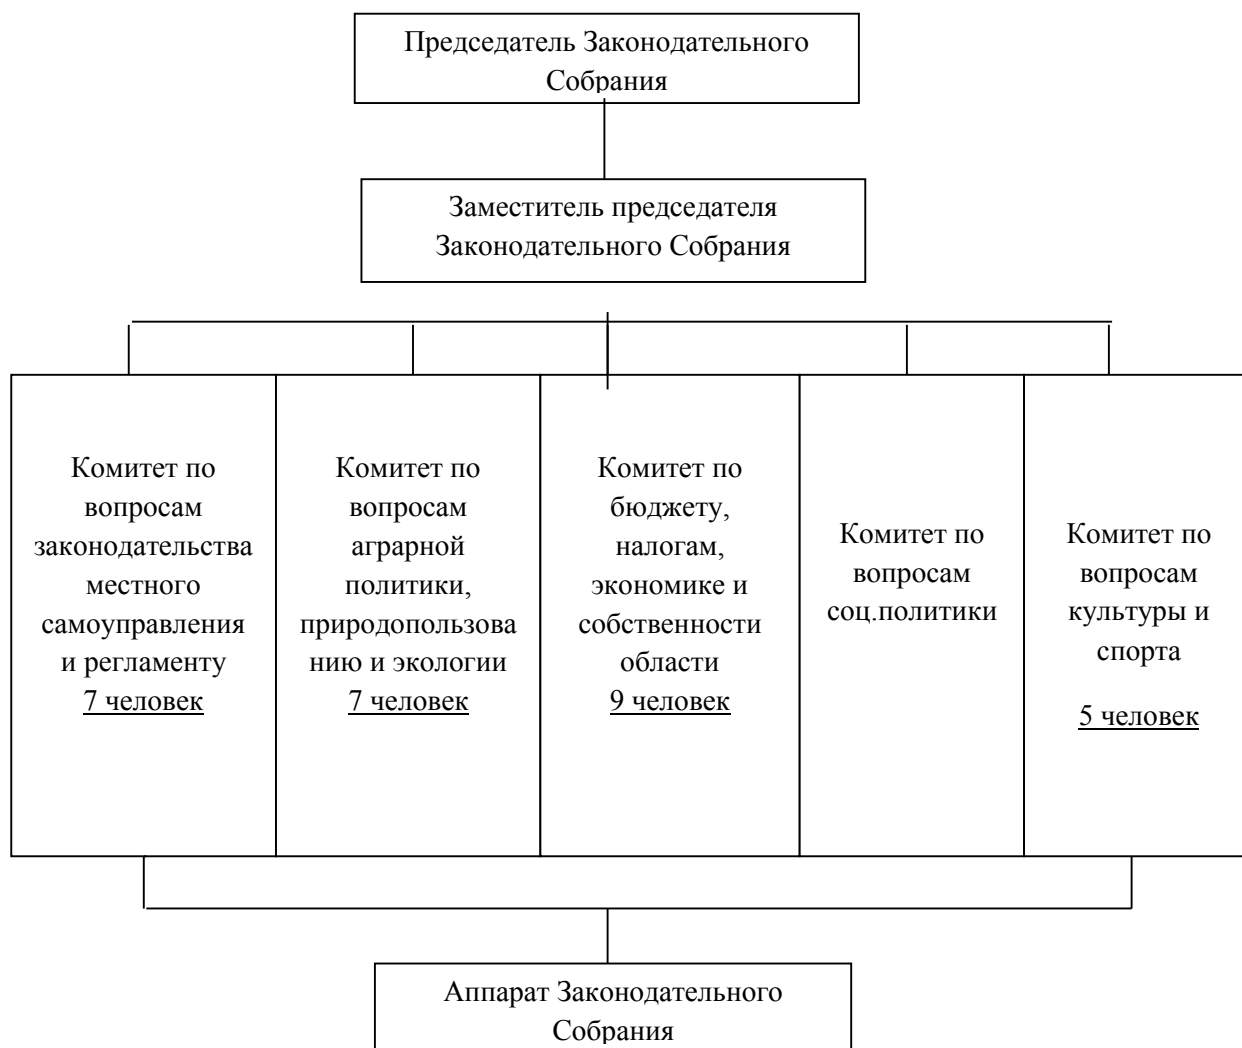 Председатель Законодательного
Собрания
Заместитель председателя
Законодательного Собрания
Комитет по
вопросам
законодательства
местного
самоуправления
и регламенту
7 человек
Комитет по
вопросам
аграрной
политики,
природопользова
нию и экологии
7 человек
Комитет по
бюджету,
налогам,
экономике и
собственности
области
9 человек
Комитет по
вопросам
соц.политики
Комитет по
вопросам
культуры и
спорта
5 человек
Аппарат Законодательного
Собрания